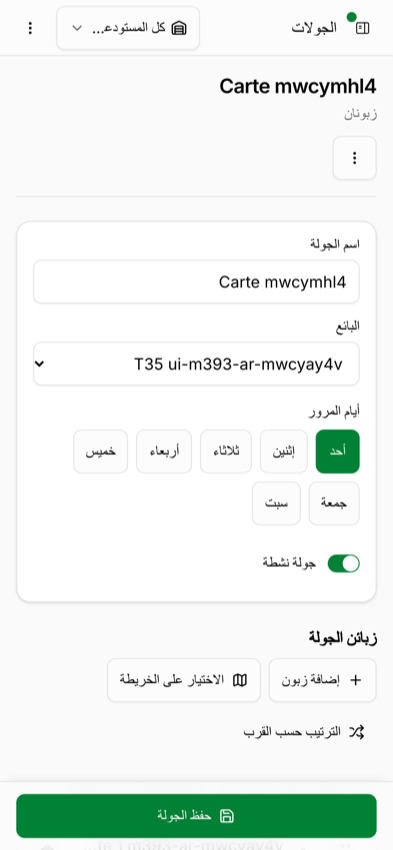 الجولات
كل المستودعـ...
Carte mwcymhl4
زبونان
اسم الجولة
Carte mwcymhl4
البائع
T35 ui-m393-ar-mwcyay4v
أيام المرور
أحد
إثنين
ثلاثاء
أربعاء
خميس
جمعة
سبت
جولة نشطة
زبائن الجولة
إضافة زبون
الاختيار على الخريطة
الترتيب حسب القرب
حفظ الجولة